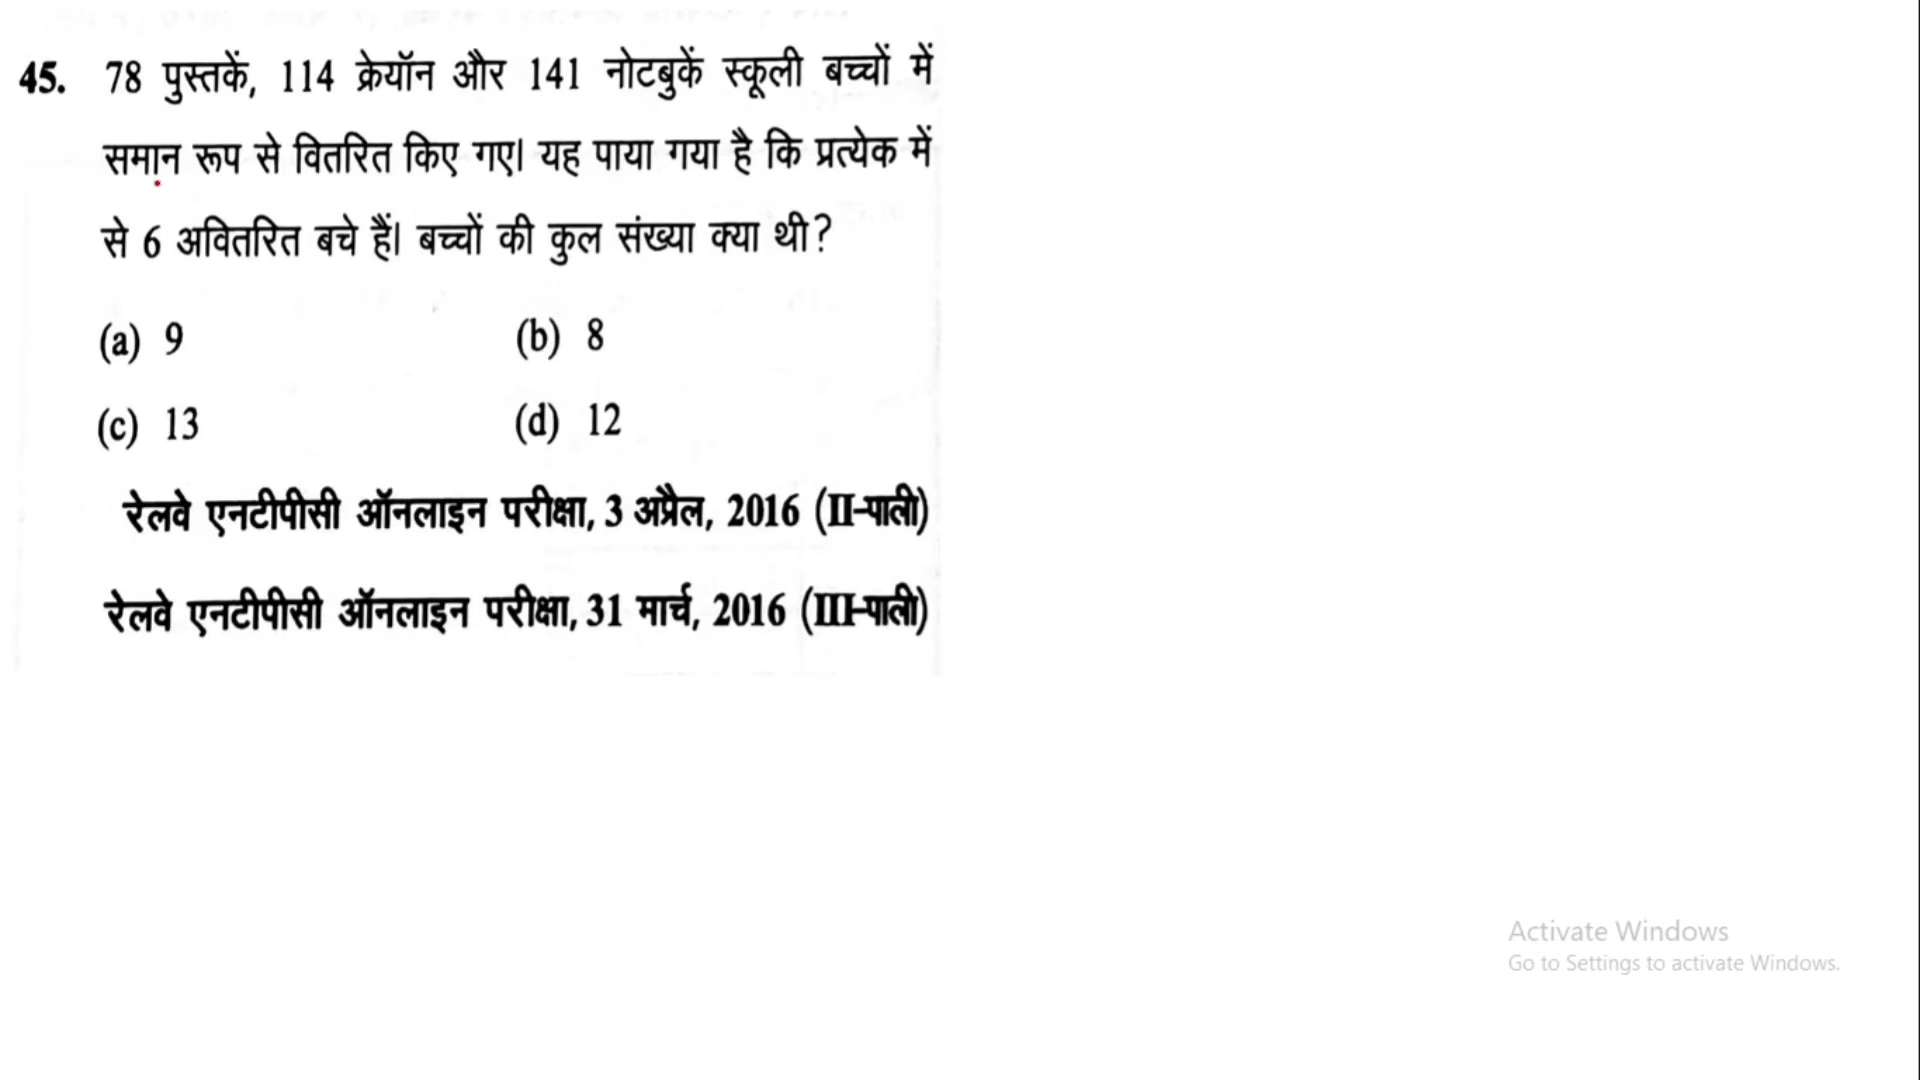 45. 78 पुस्तकें, 114 क्रेयॉन और 141 नोटबुकें स्कूली बच्चों में
समान रूप से वितरित किए गए। यह पाया गया है कि प्रत्येक में
से 6 अवितरित बचे हैं। बच्चों की कुल संख्या क्या थी?
(a) 9 (b) 8
(c) 13 (d) 12
रेलवे एनटीपीसी ऑनलाइन परीक्षा, 3 अप्रैल, 2016 (II-पाली)
रेलवे एनटीपीसी ऑनलाइन परीक्षा, 31 मार्च, 2016 (III-पाली)
Activate Windows
Go to Settings to activate Windows.